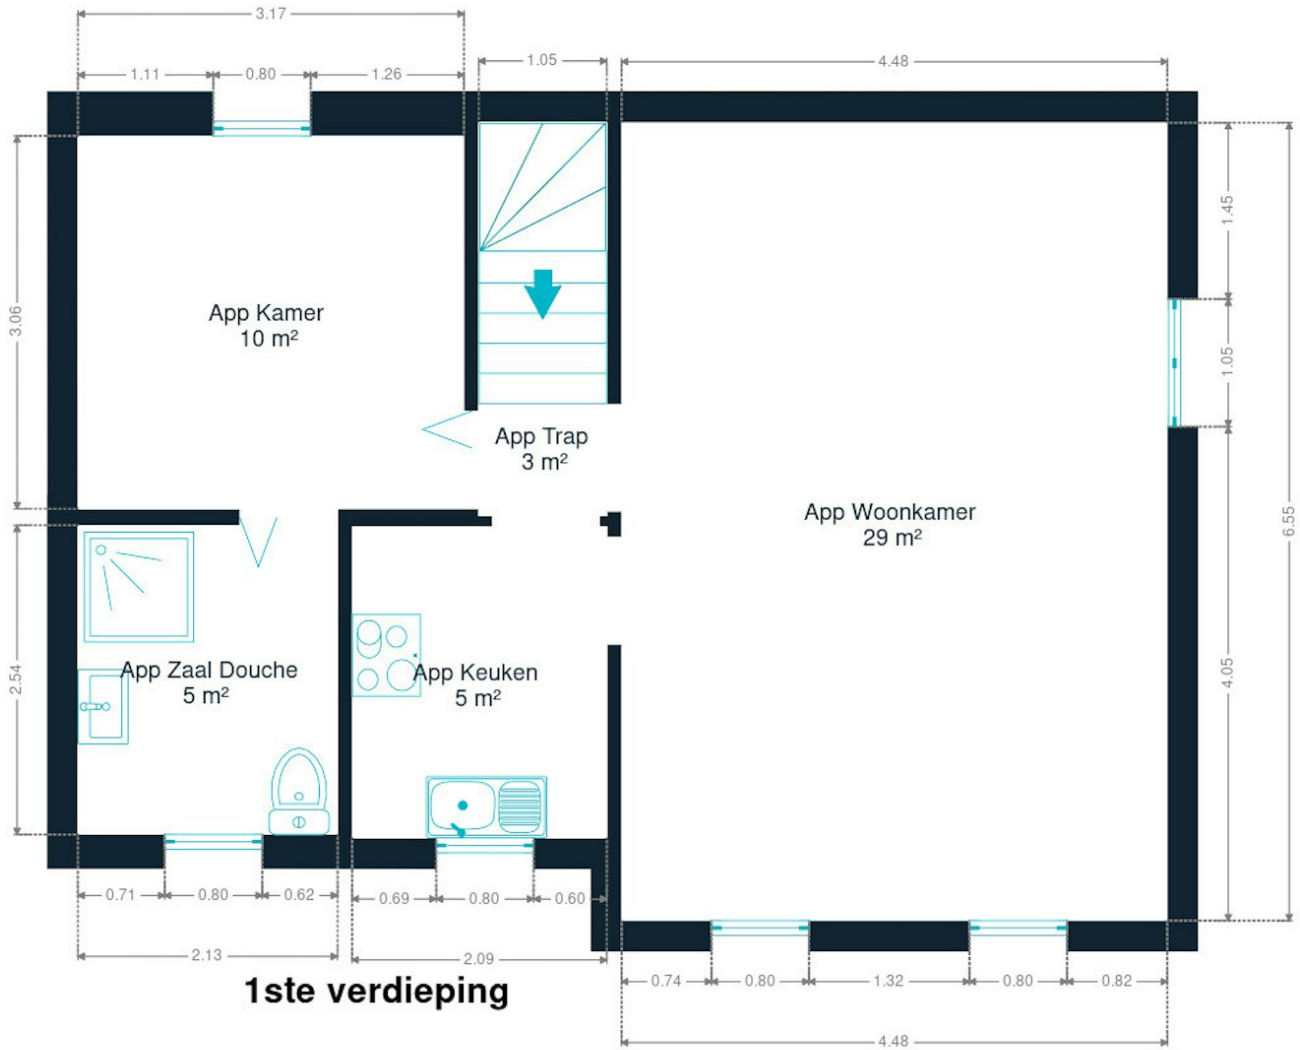 3.17
1.11
0.80
1.26
1.05
4.48
3.06
1.45
6.55
App Kamer
10 m²
1.05
App Trap
3 m²
App Woonkamer
29 m²
2.54
App Zaal Douche
5 m²
App Keuken
5 m²
4.05
0.71
0.80
0.62
0.69
0.80
0.60
2.13
2.09
0.74
0.80
1.32
0.80
0.82
1ste verdieping
4.48